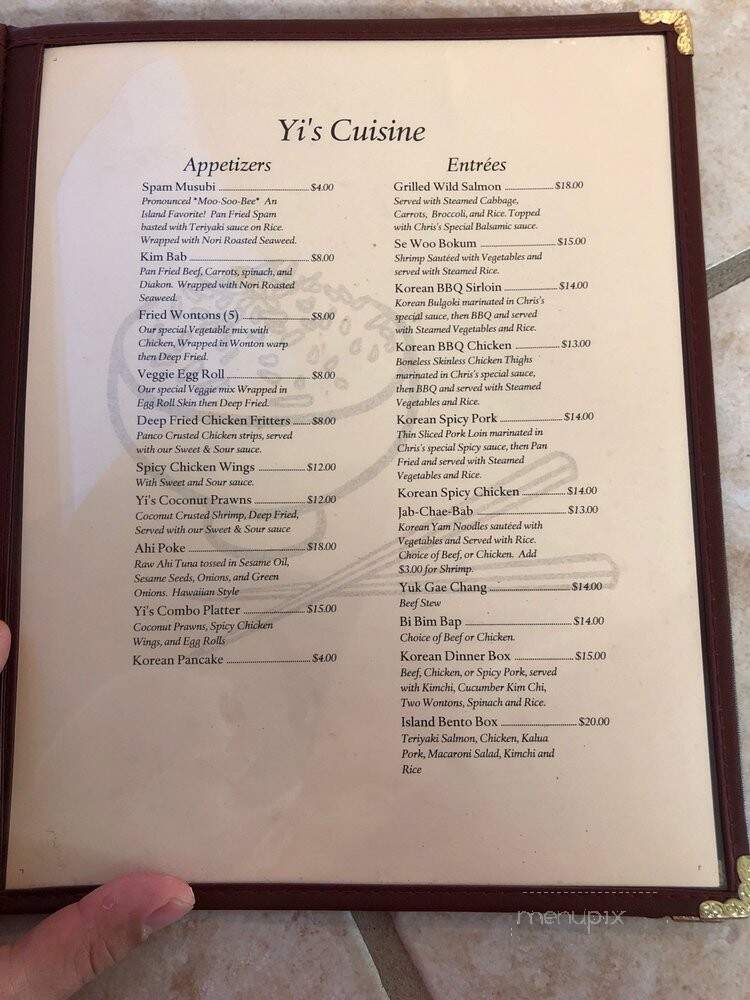 Yi's Cuisine
Appetizers
Spam Musubi $4.00
Pronounced *Moo-Soo-Bee* An
Island Favorite! Pan Fried Spam
basted with Teriyaki sauce on Rice.
Wrapped with Nori Roasted Seaweed.
Kim Bab $8.00
Pan Fried Beef, Carrots, spinach, and
Diakon. Wrapped with Nori Roasted
Seaweed.
Fried Wontons (5) $8.00
Our special Vegetable mix with
Chicken, Wrapped in Wonton warp
then Deep Fried.
Veggie Egg Roll $8.00
Our special Veggie mix Wrapped in
Egg Roll Skin then Deep Fried.
Deep Fried Chicken Fritters $8.00
Panco Crusted Chicken strips, served
with our Sweet & Sour sauce.
Spicy Chicken Wings $12.00
With Sweet and Sour sauce.
Yi's Coconut Prawns $12.00
Coconut Crusted Shrimp, Deep Fried,
Served with our Sweet & Sour sauce
Ahi Poke $18.00
Raw Ahi Tuna tossed in Sesame Oil,
Sesame Seeds, Onions, and Green
Onions. Hawaiian Style
Yi's Combo Platter $15.00
Coconut Prawns, Spicy Chicken
Wings, and Egg Rolls
Korean Pancake $4.00
Entrées
Grilled Wild Salmon $18.00
Served with Steamed Cabbage,
Carrots, Broccoli, and Rice. Topped
with Chris's Special Balsamic sauce.
Se Woo Bokum $15.00
Shrimp Sautéed with Vegetables and
served with Steamed Rice.
Korean BBQ Sirloin $14.00
Korean Bulgoki marinated in Chris's
special sauce, then BBQ and served
with Steamed Vegetables and Rice.
Korean BBQ Chicken $13.00
Boneless Skinless Chicken Thighs
marinated in Chris's special sauce,
then BBQ and served with Steamed
Vegetables and Rice.
Korean Spicy Pork $14.00
Thin Sliced Pork Loin marinated in
Chris's special Spicy sauce, then Pan
Fried and served with Steamed
Vegetables and Rice.
Korean Spicy Chicken $14.00
Jab-Chae-Bab $13.00
Korean Yam Noodles sautéed with
Vegetables and Served with Rice.
Choice of Beef, or Chicken. Add
$3.00 for Shrimp.
Yuk Gae Chang $14.00
Beef Stew
Bi Bim Bap $14.00
Choice of Beef or Chicken.
Korean Dinner Box $15.00
Beef, Chicken, or Spicy Pork, served
with Kimchi, Cucumber Kim Chi,
Two Wontons, Spinach and Rice.
Island Bento Box $20.00
Teriyaki Salmon, Chicken, Kalua
Pork, Macaroni Salad, Kimchi and
Rice
menupix